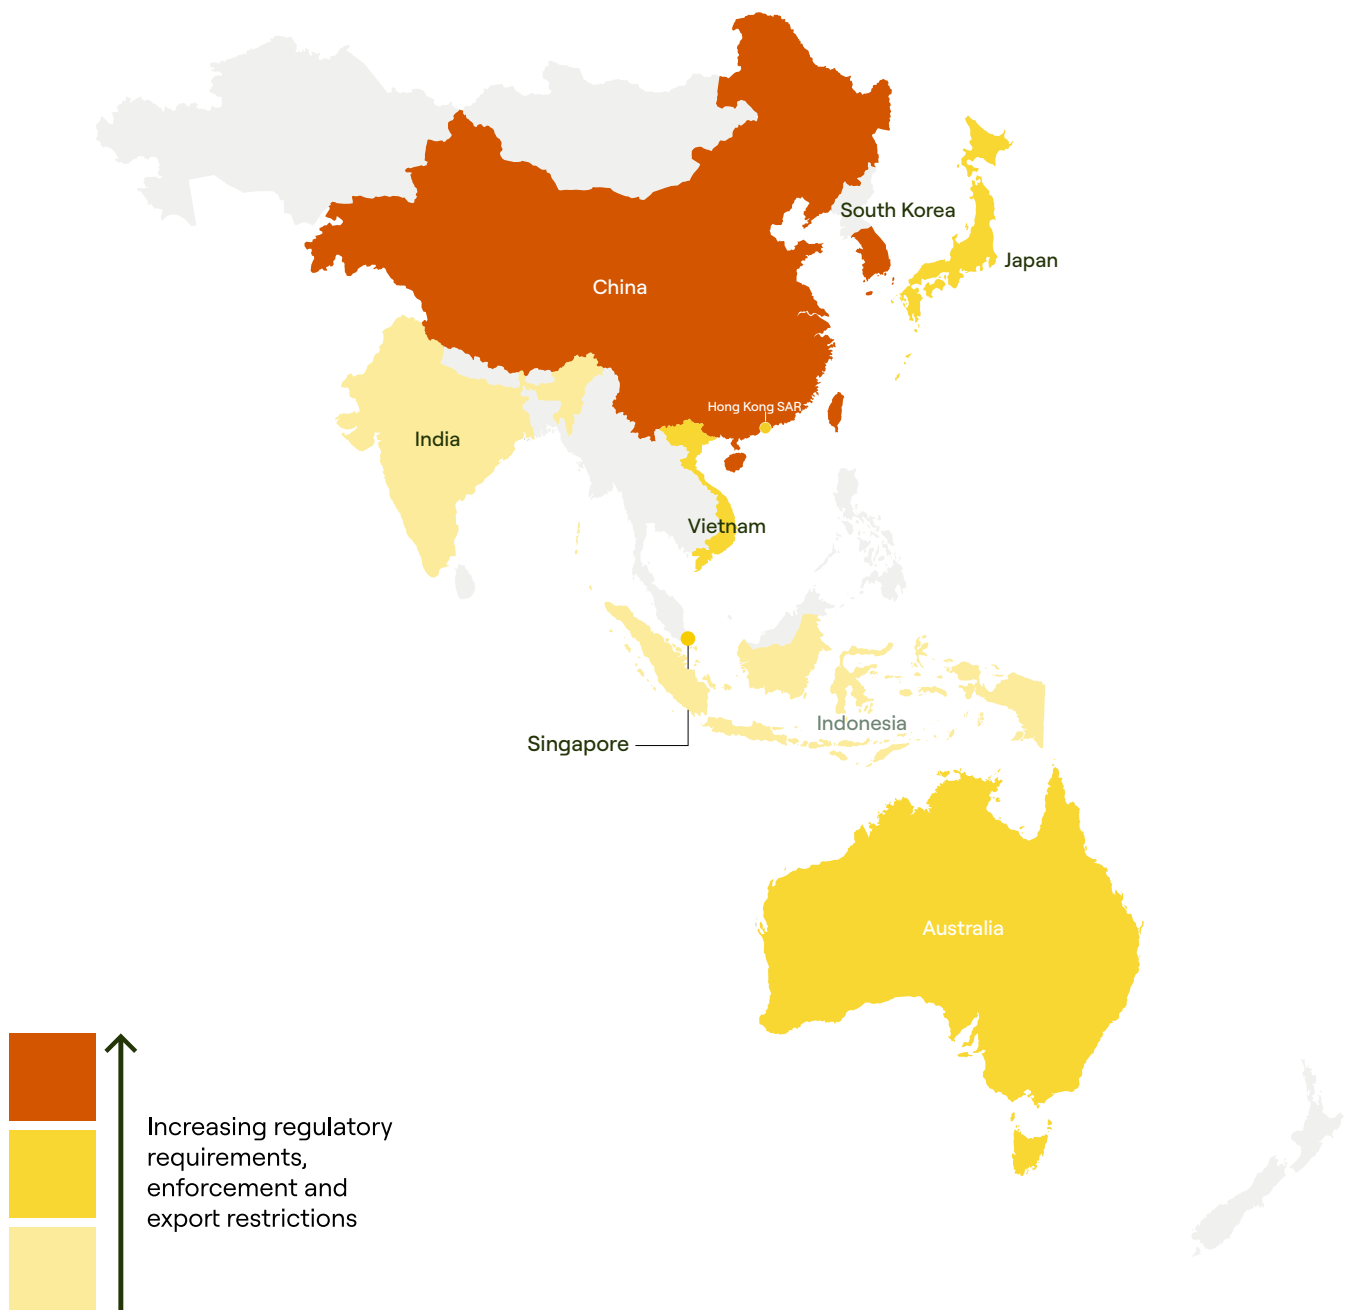 South Korea
Japan
China
Hong Kong SAR
India
Vietnam
Indonesia
Singapore
Australia
Increasing regulatory
requirements,
enforcement and
export restrictions